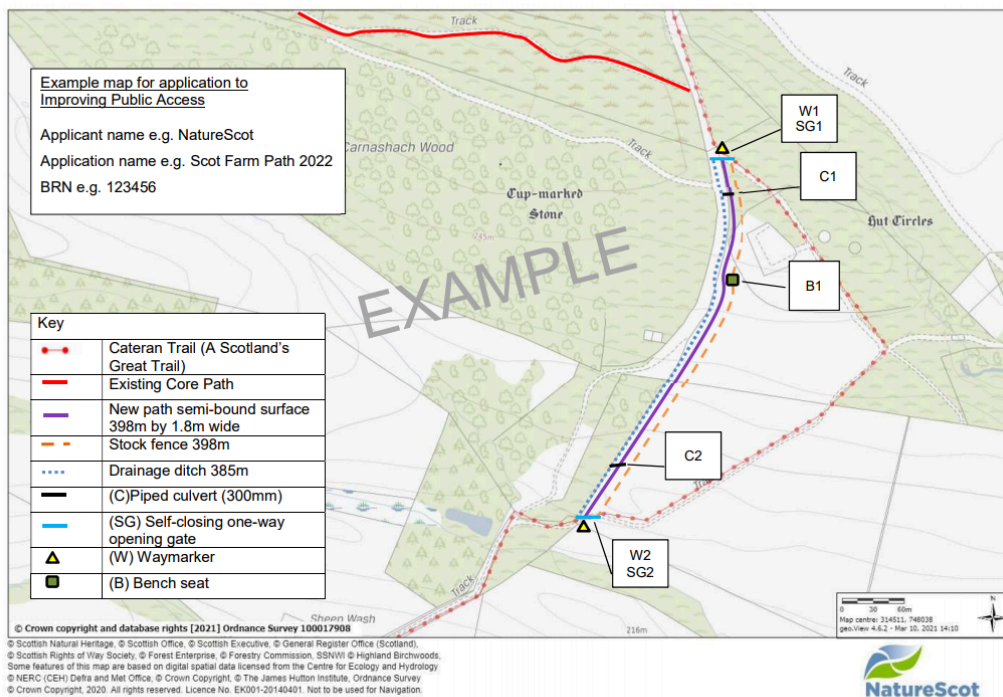 Track
Track
Example map for application to
Improving Public Access
Applicant name e.g. NatureScot
Application name e.g. Scot Farm Path 2022
BRN e.g. 123456
W1
SG1
Carnashach Wood
Track
C1
Cup-marked
Stone
Hut Circles
EXAMPLE
B1
Key
Cateran Trail (A Scotland's
Great Trail)
Existing Core Path
New path semi-bound surface
398m by 1.8m wide
Stock fence 398m
Drainage ditch 385m
(C)Piped culvert (300mm)
(SG) Self-closing one-way
opening gate
(W) Waymarker
(B) Bench seat
C2
W2
SG2
Track
Sheep Wash
216m
0 30 60m
Map centre: 314511, 748038
geo.View 4.6.2 - Mar 10, 2021 14:10
N
© Crown copyright and database rights [2021] Ordnance Survey 100017908
© Scottish Natural Heritage, © Scottish Office, © Scottish Executive, © General Register Office (Scotland),
© Scottish Rights of Way Society, © Forest Enterprise, © Forestry Commission, SSNWI © Highland Birchwoods,
Some features of this map are based on digital spatial data licensed from the Centre for Ecology and Hydrology
© NERC (CEH) Defra and Met Office, © Crown Copyright, © The James Hutton Institute, Ordnance Survey
© Crown Copyright, 2020. All rights reserved. Licence No. EK001-20140401. Not to be used for Navigation.
NatureScot